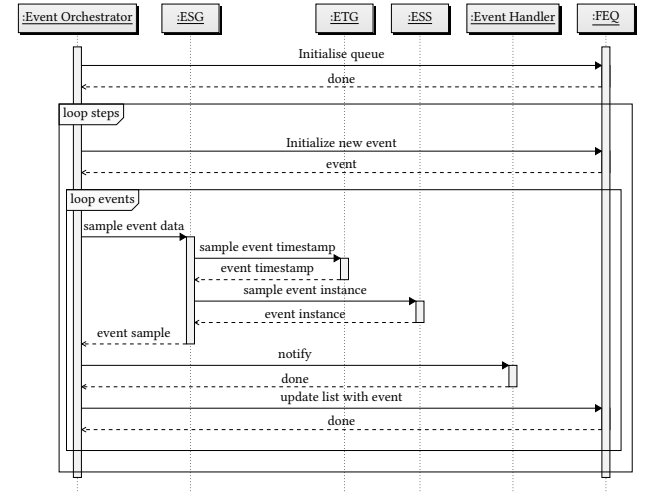 :Event Orchestrator
:ESG
:ETG
:ESS
:Event Handler
:FEQ
Initialise queue
done
loop steps
Initialize new event
event
loop events
sample event data
sample event timestamp
event timestamp
sample event instance
event instance
event sample
notify
done
update list with event
done